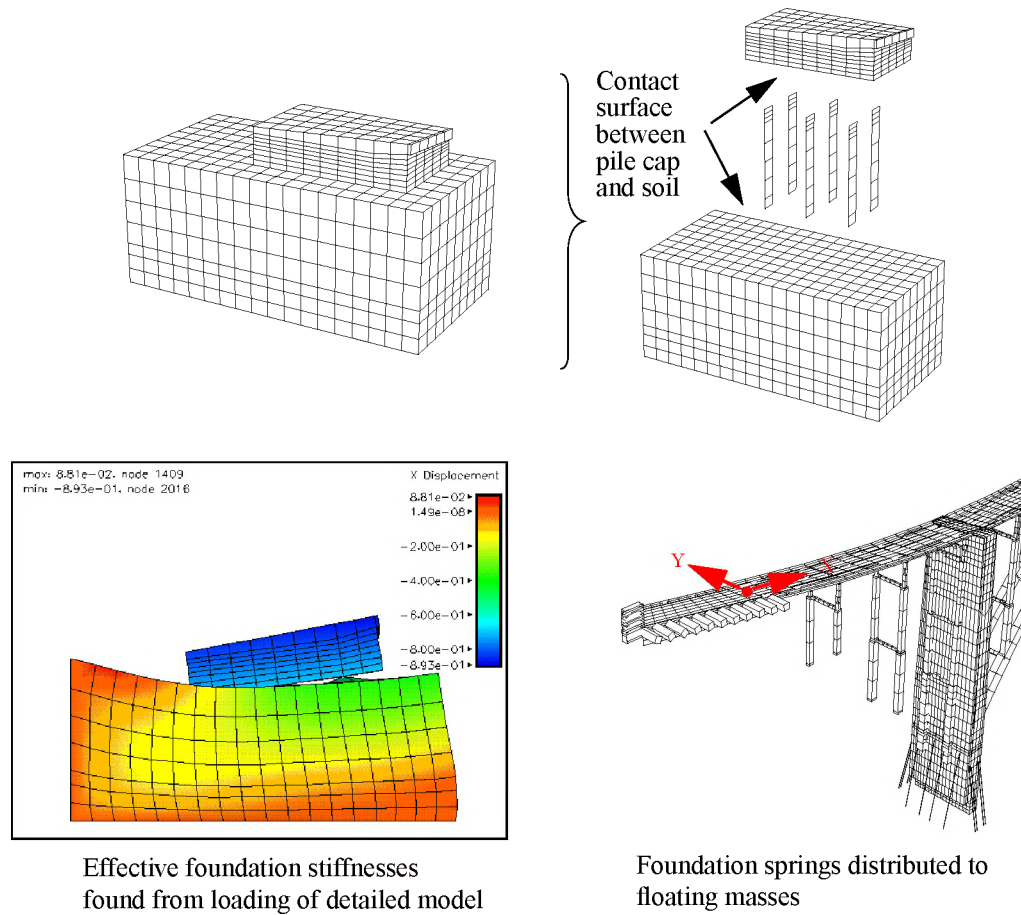 Contact
surface
between
pile cap
and soil
max: 8.81e-02. node 1409
min: -8.93e-01. node 2016
X Displacement
8.81e-02
1.49e-08
-2.00e-01
-4.00e-01
-6.00e-01
-8.00e-01
-8.93e-01
Y
X
Effective foundation stiffnesses
found from loading of detailed model
Foundation springs distributed to
floating masses